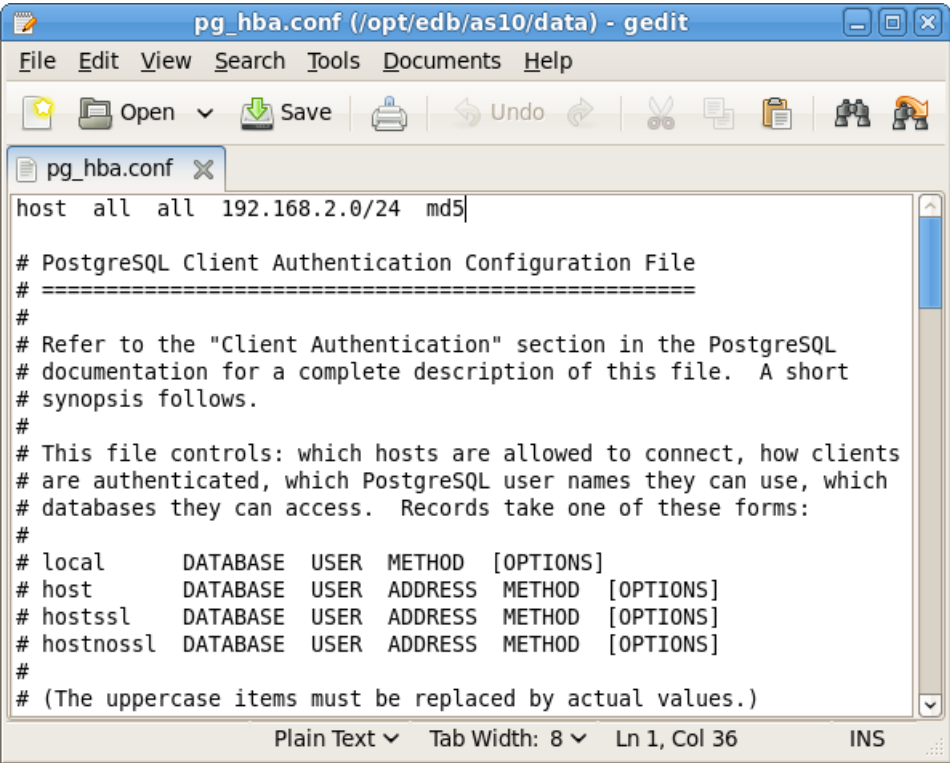 pg_hba.conf (/opt/edb/as10/data) - gedit
File Edit View Search Tools Documents Help
Open Save Undo
pg_hba.conf
host  all  all  192.168.2.0/24  md5
# PostgreSQL Client Authentication Configuration File
# ===================================================
#
# Refer to the "Client Authentication" section in the PostgreSQL
# documentation for a complete description of this file.  A short
# synopsis follows.
#
# This file controls: which hosts are allowed to connect, how clients
# are authenticated, which PostgreSQL user names they can use, which
# databases they can access.  Records take one of these forms:
#
# local      DATABASE  USER  METHOD  [OPTIONS]
# host       DATABASE  USER  ADDRESS  METHOD  [OPTIONS]
# hostssl    DATABASE  USER  ADDRESS  METHOD  [OPTIONS]
# hostnossl  DATABASE  USER  ADDRESS  METHOD  [OPTIONS]
#
# (The uppercase items must be replaced by actual values.)
Plain Text Tab Width: 8 Ln 1, Col 36 INS